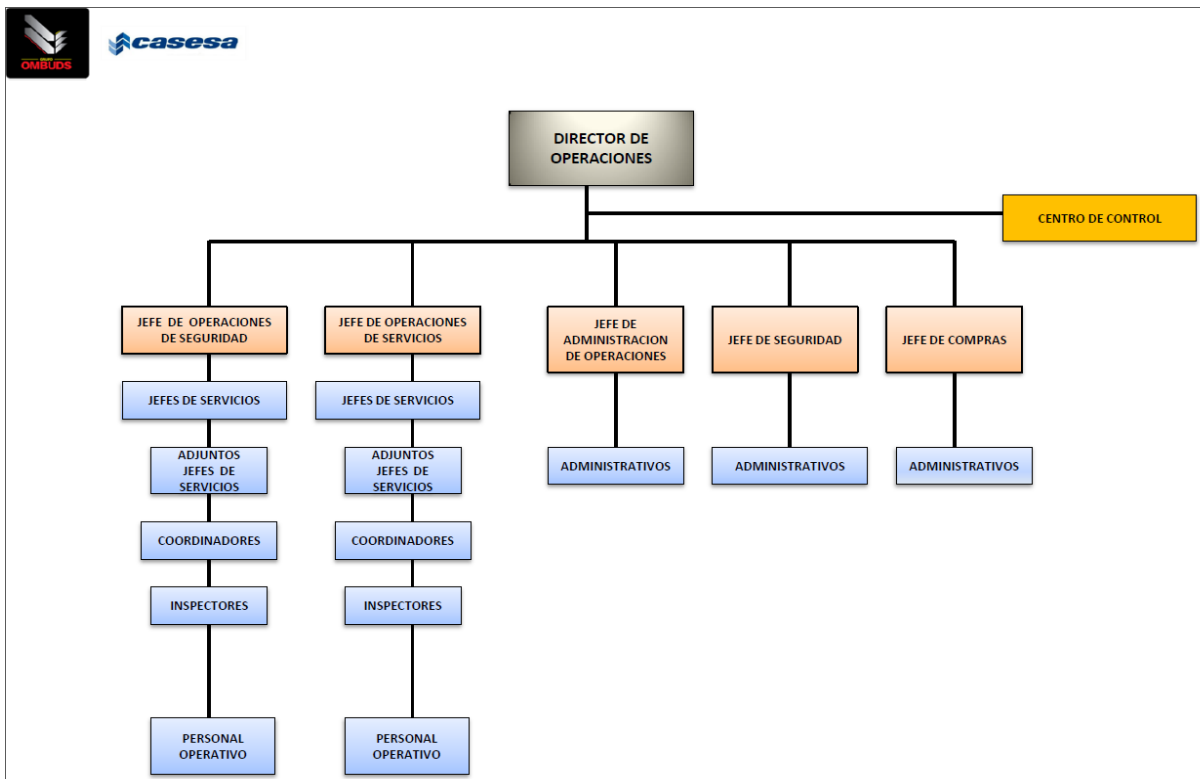 GRUPO
OMBUDS
casesa
DIRECTOR DE
OPERACIONES
CENTRO DE CONTROL
JEFE DE OPERACIONES
DE SEGURIDAD
JEFE DE OPERACIONES
DE SERVICIOS
JEFE DE
ADMINISTRACION
DE OPERACIONES
JEFE DE SEGURIDAD
JEFE DE COMPRAS
JEFES DE SERVICIOS
JEFES DE SERVICIOS
ADJUNTOS
JEFES DE
SERVICIOS
ADJUNTOS
JEFES DE
SERVICIOS
ADMINISTRATIVOS
ADMINISTRATIVOS
ADMINISTRATIVOS
COORDINADORES
COORDINADORES
INSPECTORES
INSPECTORES
PERSONAL
OPERATIVO
PERSONAL
OPERATIVO